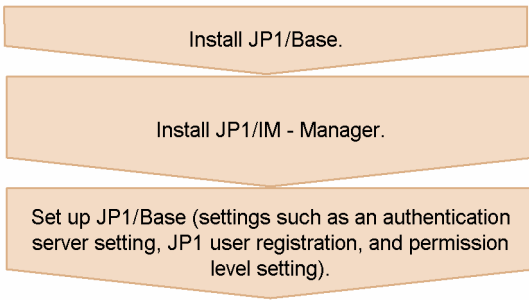 Install JP1/Base.
Install JP1/IM - Manager.
Set up JP1/Base (settings such as an authentication
server setting, JP1 user registration, and permission
level setting).